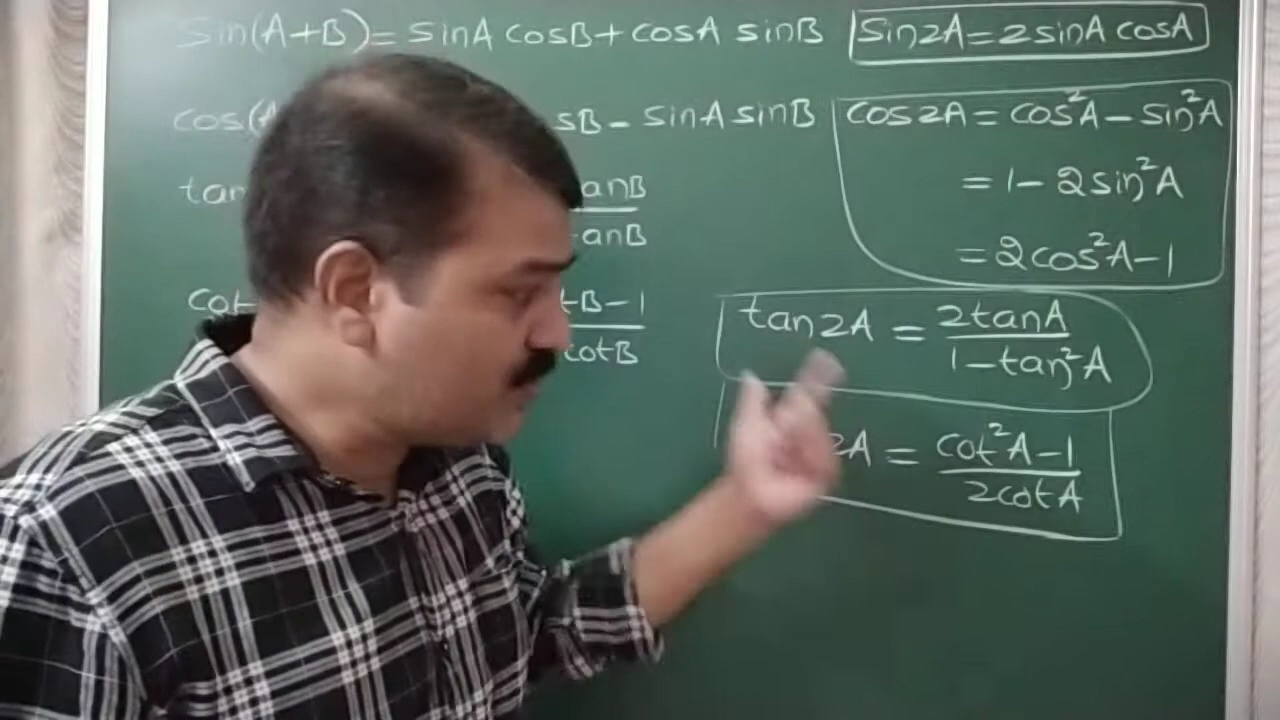 Sin(A+B)= sinA cosB+cosA sinB
cos(A sB - sinA sinB
tan anB
anB
cot tB-1
cotB
Sin2A=2sinA cosA
cos2A=cos²A-sin²A
=1-2sin²A
=2cos²A-1
tan2A = 2tanA
1-tan²A
2A = cot²A-1
2cotA